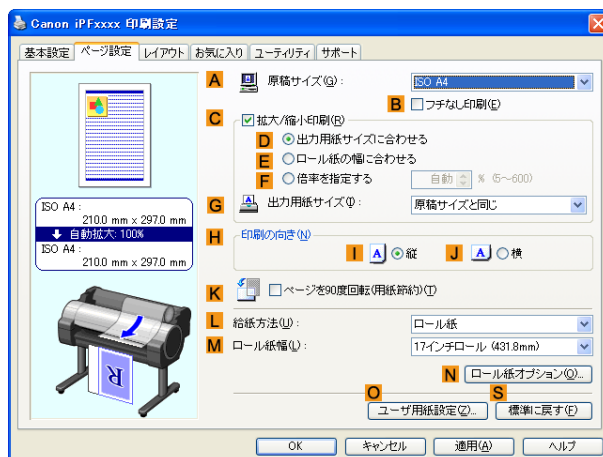 Canon iPFxxxx 印刷設定
基本設定 ページ設定 レイアウト お気に入り ユーティリティ サポート
A 原稿サイズ(G): ISO A4
B フチなし印刷(E)
C 拡大/縮小印刷(R)
D 出力用紙サイズに合わせる
E ロール紙の幅に合わせる
F 倍率を指定する 自動 % (5～600)
G 出力用紙サイズ(I): 原稿サイズと同じ
ISO A4 :
210.0 mm x 297.0 mm
自動拡大: 100%
ISO A4 :
210.0 mm x 297.0 mm
H 印刷の向き(N)
I A 縦 J A 横
K ページを90度回転(用紙節約)(T)
L 給紙方法(U): ロール紙
M ロール紙幅(L): 17インチロール (431.8mm)
R
N ロール紙オプション(O)...
O S
ユーザ用紙設定(Z)... 標準に戻す(F)
OK キャンセル 適用(A) ヘルプ